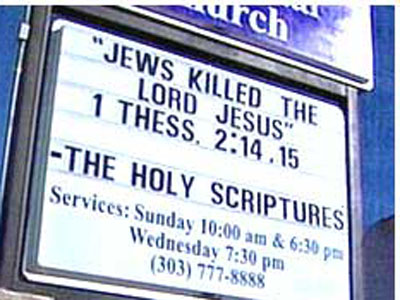 Church
"JEWS KILLED THE
LORD JESUS"
1 THESS. 2:14.15
-THE HOLY SCRIPTURES
Services: Sunday 10:00 am & 6:30 pm
Wednesday 7:30 pm
(303) 777-8888